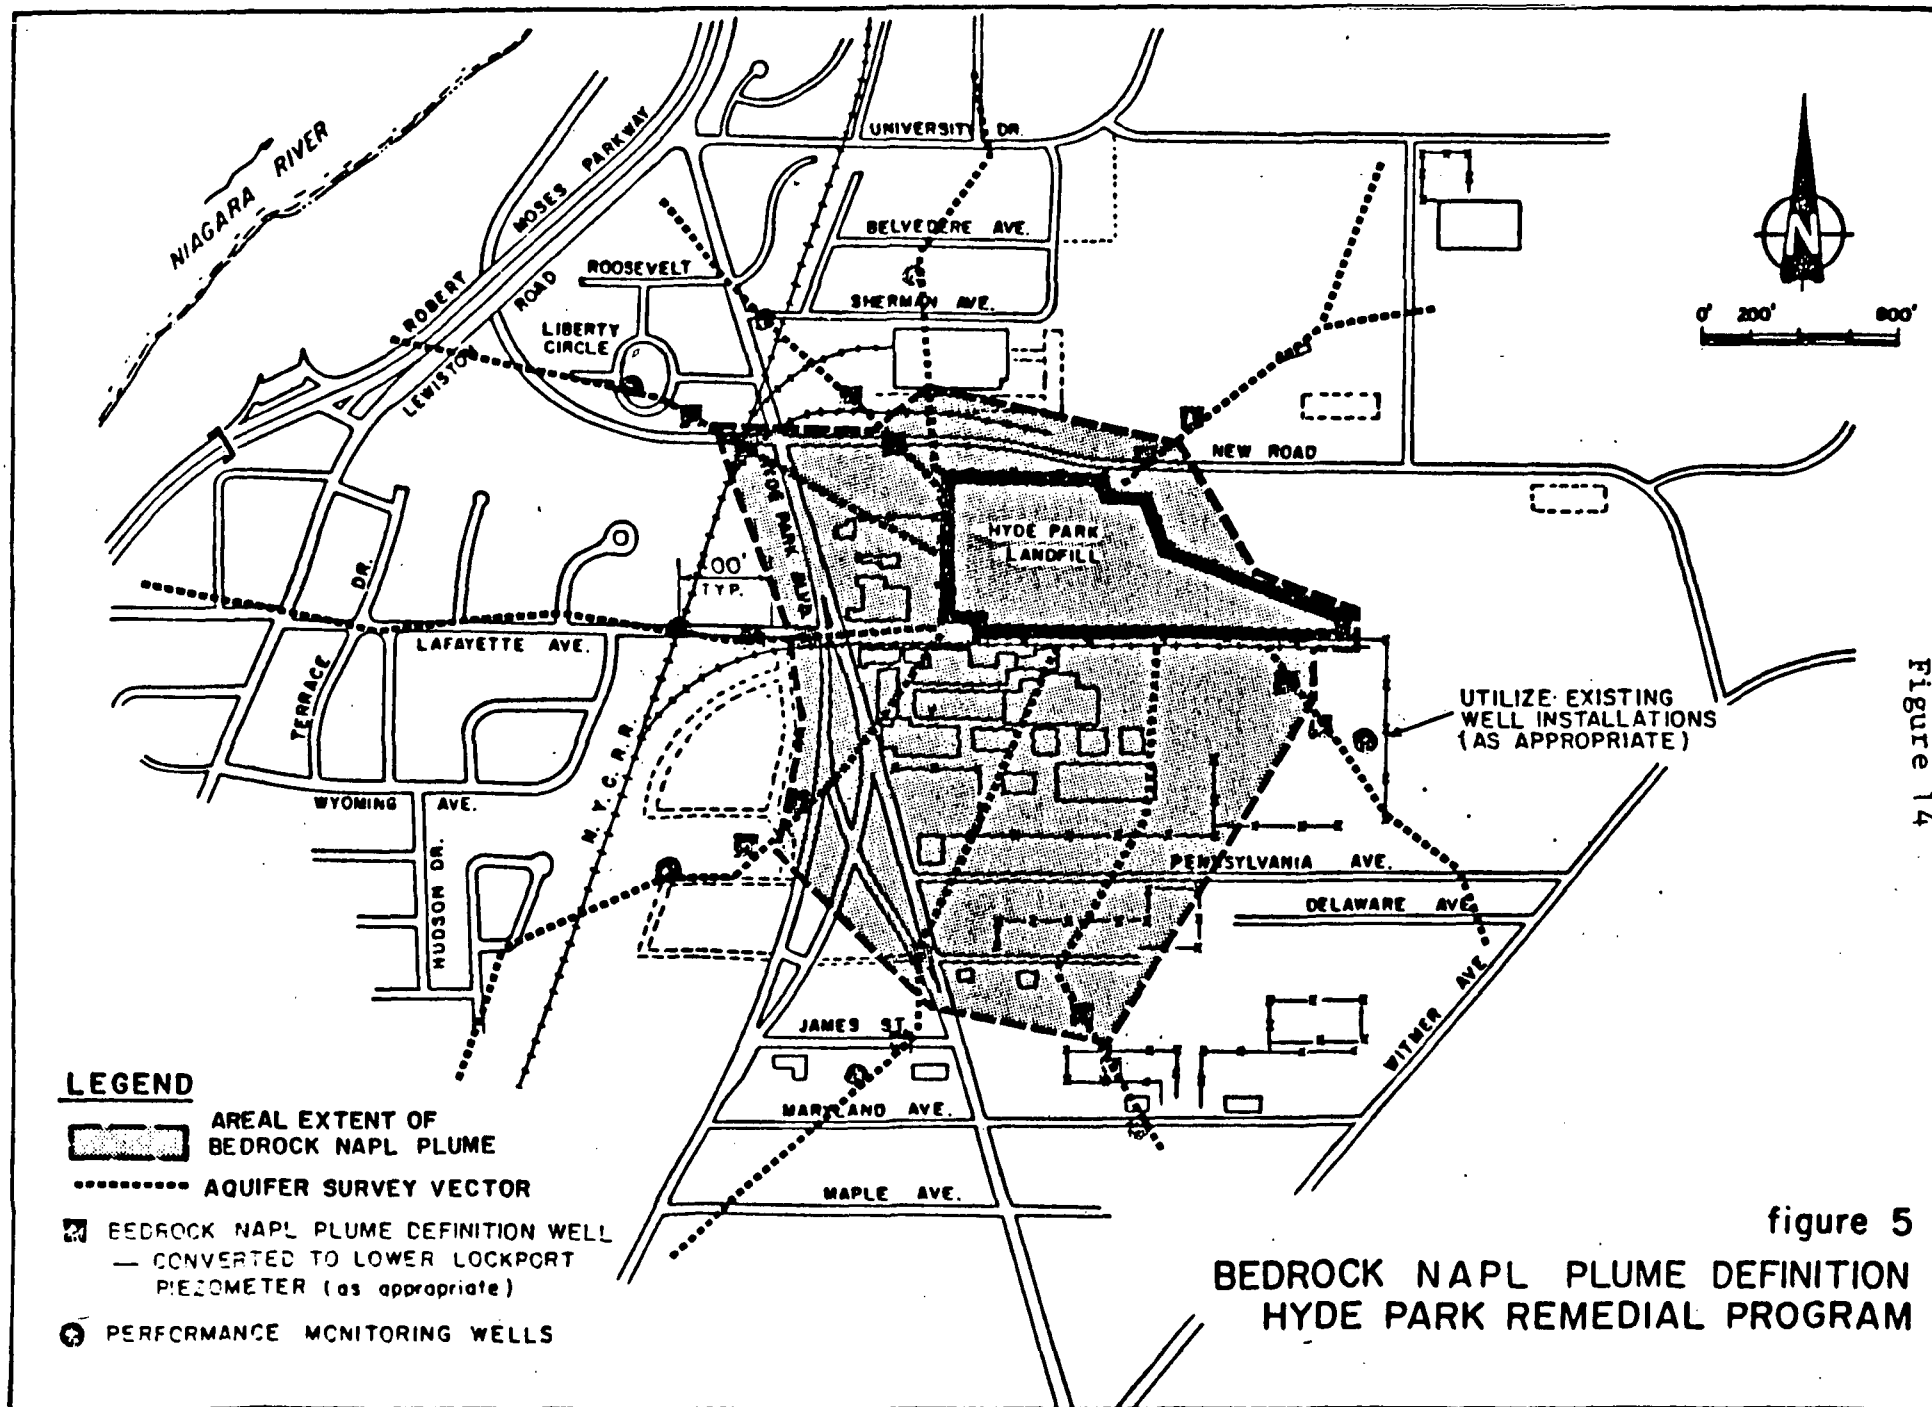 UNIVERSITY DR.
NIAGARA RIVER
ROBERT MOSES PARKWAY
LEWISTON ROAD
BELVEDERE AVE.
ROOSEVELT
SHERMAN AVE.
LIBERTY
CIRCLE
N
0' 200' 800'
NEW ROAD
HYDE PARK BLVD.
HYDE PARK
LANDFILL
00'
TYP.
TERRACE DR.
LAFAYETTE AVE.
UTILIZE EXISTING
WELL INSTALLATIONS
(AS APPROPRIATE)
Figure 14
WYOMING AVE.
N.Y.C.R.R.
HUDSON DR.
PENNSYLVANIA AVE.
DELAWARE AVE
WITMER AVE
JAMES ST.
MARYLAND AVE.
MAPLE AVE.
LEGEND
AREAL EXTENT OF
BEDROCK NAPL PLUME
AQUIFER SURVEY VECTOR
BEDROCK NAPL PLUME DEFINITION WELL
— CONVERTED TO LOWER LOCKPORT
PIEZOMETER (as appropriate)
PERFORMANCE MONITORING WELLS
figure 5
BEDROCK NAPL PLUME DEFINITION
HYDE PARK REMEDIAL PROGRAM